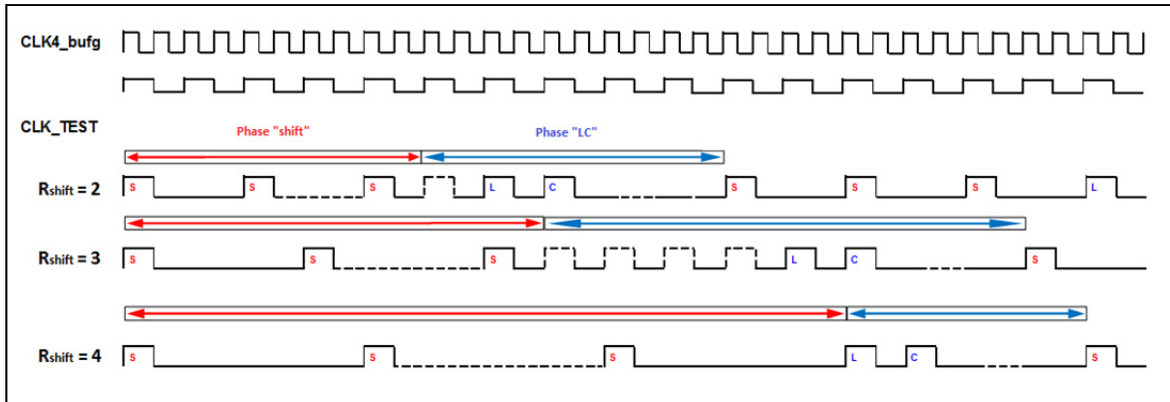 CLK4_bufg
CLK_TEST
Phase "shift" Phase "LC"
Rshift = 2 S S S L C S S S L
Rshift = 3 S S S L C S
Rshift = 4 S S S L C S